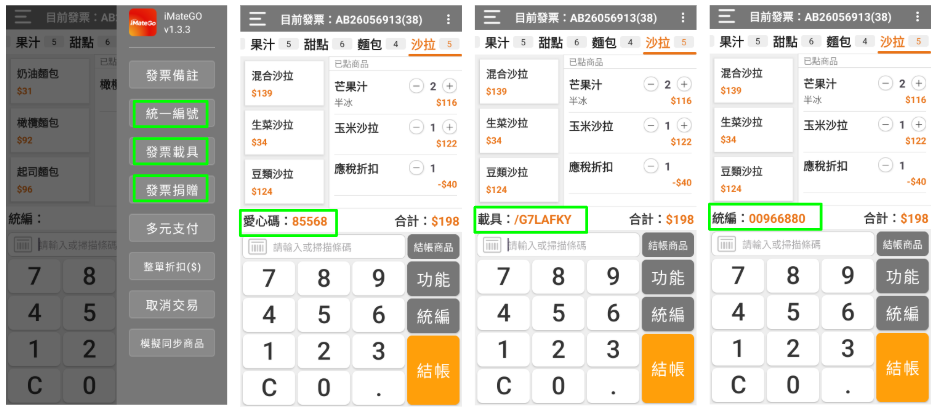 目前發票：AB
果汁 5 甜點 6
已點
奶油麵包
$31
橄欖
橄欖麵包
$92
起司麵包
$96
統編：
請輸入或掃描條碼
7 8
4 5
1 2
C 0
iMateGo
iMateGO
v1.3.3
發票備註
統一編號
發票載具
發票捐贈
多元支付
整單折扣($)
取消交易
模擬同步商品
目前發票：AB26056913(38)
果汁 5 甜點 6 麵包 4 沙拉 5
已點商品
混合沙拉
$139
生菜沙拉
$34
豆類沙拉
$124
芒果汁 2
半冰 $116
玉米沙拉 1
$122
應稅折扣 1
-$40
愛心碼：85568 合計：$198
請輸入或掃描條碼 結帳商品
7 8 9 功能
4 5 6 統編
1 2 3
結帳
C 0 .
目前發票：AB26056913(38)
果汁 5 甜點 6 麵包 4 沙拉 5
已點商品
混合沙拉
$139
生菜沙拉
$34
豆類沙拉
$124
芒果汁 2
半冰 $116
玉米沙拉 1
$122
應稅折扣 1
-$40
載具：/G7LAFKY 合計：$198
請輸入或掃描條碼 結帳商品
7 8 9 功能
4 5 6 統編
1 2 3
結帳
C 0 .
目前發票：AB26056913(38)
果汁 5 甜點 6 麵包 4 沙拉 5
已點商品
混合沙拉
$139
生菜沙拉
$34
豆類沙拉
$124
芒果汁 2
半冰 $116
玉米沙拉 1
$122
應稅折扣 1
-$40
統編：00966880 合計：$198
請輸入或掃描條碼 結帳商品
7 8 9 功能
4 5 6 統編
1 2 3
結帳
C 0 .